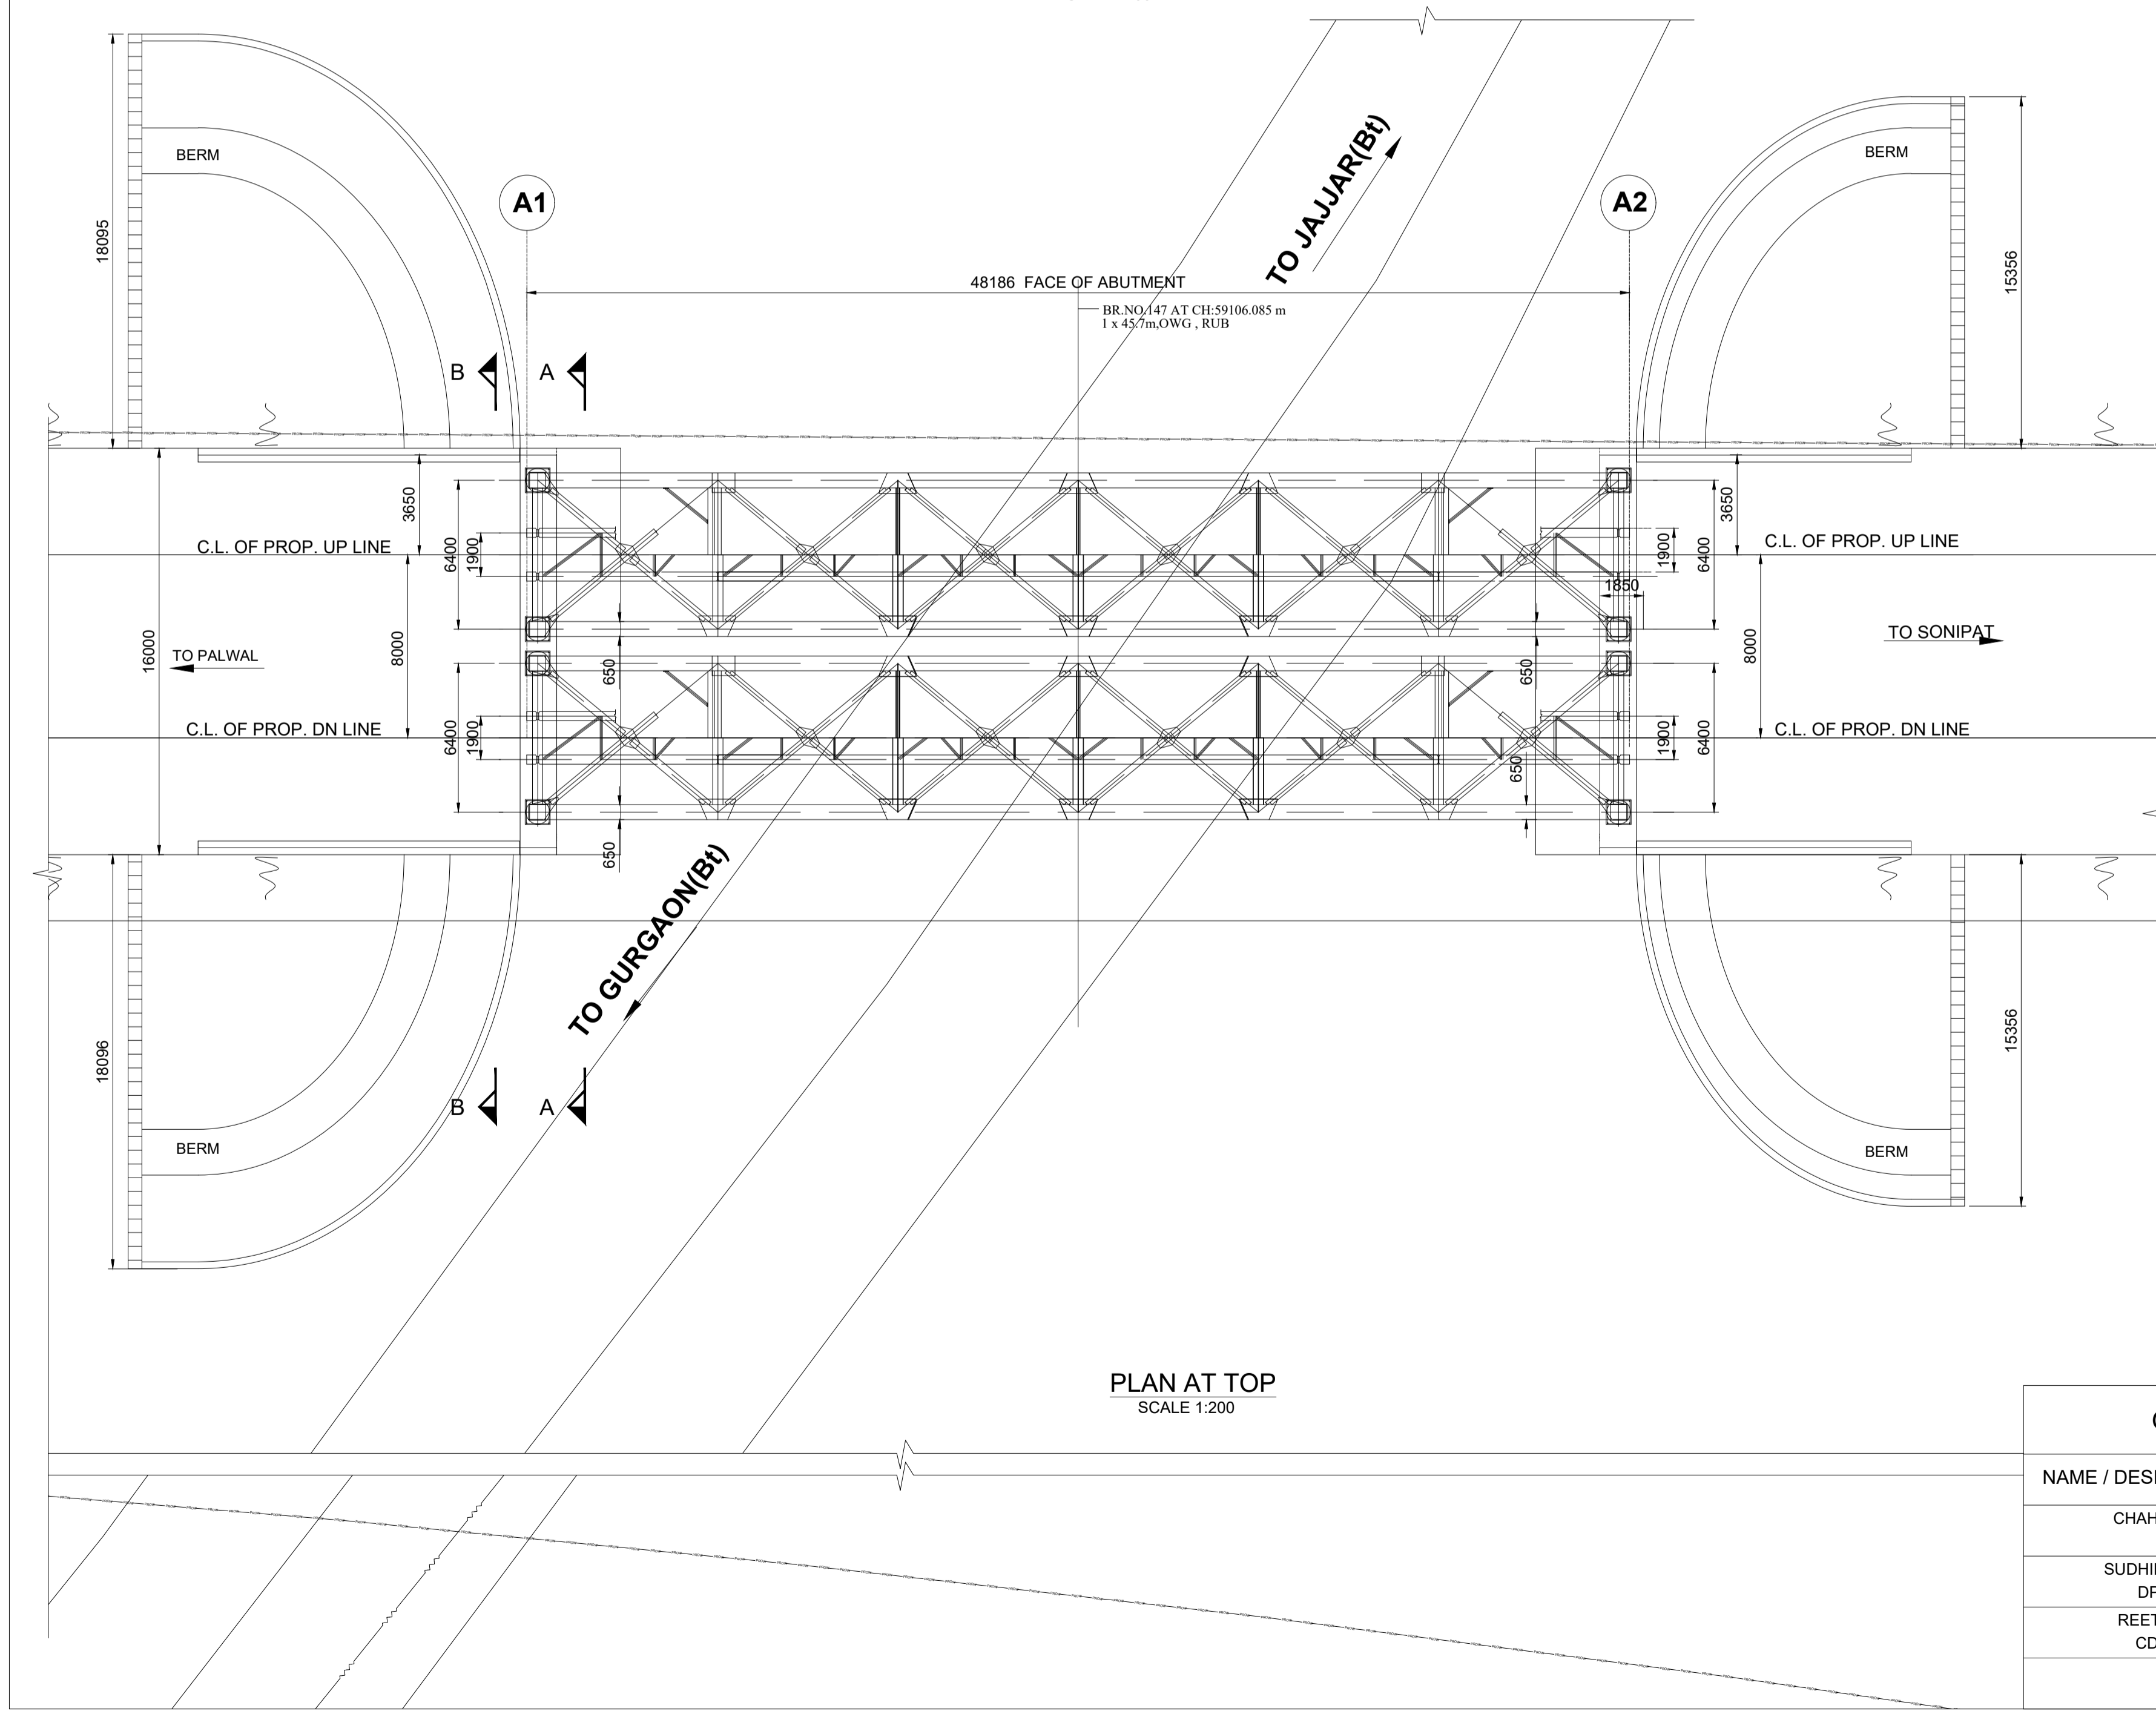 BERM
BERM
18095
15356
A1
A2
TO JAJJAR(Bt)
48186 FACE OF ABUTMENT
BR.NO.147 AT CH:59106.085 m
1 x 45.7m,OWG , RUB
B
A
3650
3650
C.L. OF PROP. UP LINE
C.L. OF PROP. UP LINE
6400
1900
1900
6400
1850
16000
8000
8000
TO PALWAL
TO SONIPAT
650
650
C.L. OF PROP. DN LINE
C.L. OF PROP. DN LINE
6400
1900
1900
6400
650
650
TO GURGAON(Bt)
18096
15356
B
A
BERM
BERM
PLAN AT TOP
SCALE 1:200
NAME / DESI
CHAH
SUDHI
DF
REET
CD